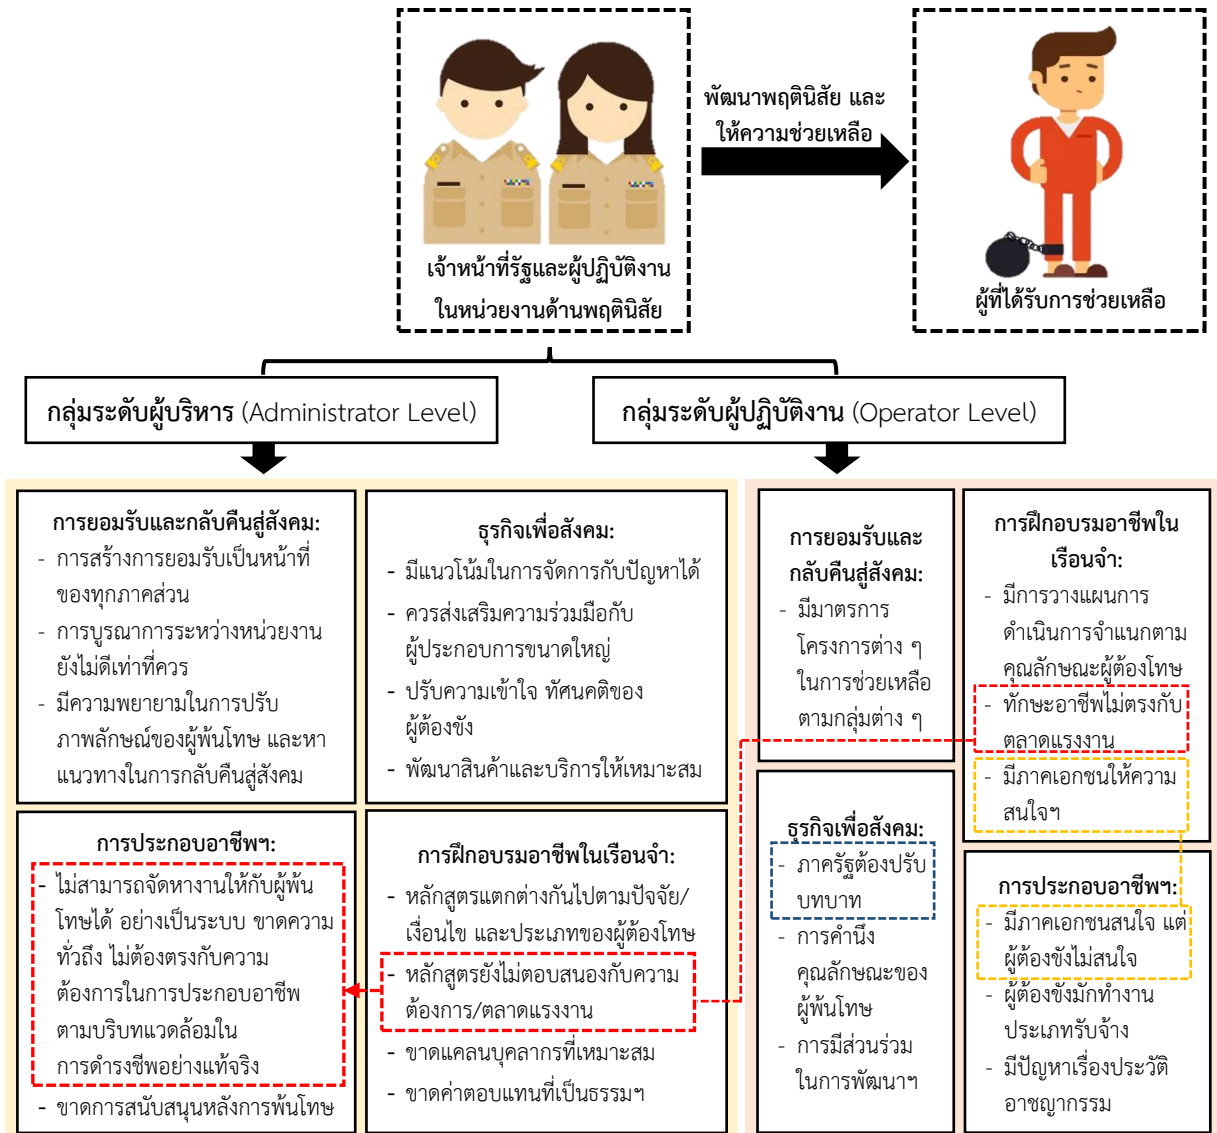 พัฒนาพฤตินิสัย และ
ให้ความช่วยเหลือ
เจ้าหน้าที่รัฐและผู้ปฏิบัติงาน
ในหน่วยงานด้านพฤตินิสัย
ผู้ที่ได้รับการช่วยเหลือ
กลุ่มระดับผู้บริหาร (Administrator Level)
กลุ่มระดับผู้ปฏิบัติงาน (Operator Level)
การยอมรับและกลับคืนสู่สังคม:
- การสร้างการยอมรับเป็นหน้าที่
ของทุกภาคส่วน
- การบูรณาการระหว่างหน่วยงาน
ยังไม่ดีเท่าที่ควร
- มีความพยายามในการปรับ
ภาพลักษณ์ของผู้พ้นโทษ และหา
แนวทางในการกลับคืนสู่สังคม
ธุรกิจเพื่อสังคม:
- มีแนวโน้มในการจัดการกับปัญหาได้
- ควรส่งเสริมความร่วมมือกับ
ผู้ประกอบการขนาดใหญ่
- ปรับความเข้าใจ ทัศนคติของ
ผู้ต้องขัง
- พัฒนาสินค้าและบริการให้เหมาะสม
การประกอบอาชีพฯ:
- ไม่สามารถจัดหางานให้กับผู้พ้น
โทษได้ อย่างเป็นระบบ ขาดความ
ทั่วถึง ไม่ต้องตรงกับความ
ต้องการในการประกอบอาชีพ
ตามบริบทแวดล้อมใน
การดำรงชีพอย่างแท้จริง
- ขาดการสนับสนุนหลังการพ้นโทษ
การฝึกอบรมอาชีพในเรือนจำ:
- หลักสูตรแตกต่างกันไปตามปัจจัย/
เงื่อนไข และประเภทของผู้ต้องโทษ
- หลักสูตรยังไม่ตอบสนองกับความ
ต้องการ/ตลาดแรงงาน
- ขาดแคลนบุคลากรที่เหมาะสม
- ขาดค่าตอบแทนที่เป็นธรรมฯ
การยอมรับและ
กลับคืนสู่สังคม:
- มีมาตรการ
โครงการต่าง ๆ
ในการช่วยเหลือ
ตามกลุ่มต่าง ๆ
การฝึกอบรมอาชีพใน
เรือนจำ:
- มีการวางแผนการ
ดำเนินการจำแนกตาม
คุณลักษณะผู้ต้องโทษ
- ทักษะอาชีพไม่ตรงกับ
ตลาดแรงงาน
- มีภาคเอกชนให้ความ
สนใจฯ
ธุรกิจเพื่อสังคม:
- ภาครัฐต้องปรับ
บทบาท
- การคำนึง
คุณลักษณะของ
ผู้พ้นโทษ
- การมีส่วนร่วม
ในการพัฒนาฯ
การประกอบอาชีพฯ:
- มีภาคเอกชนสนใจ แต่
ผู้ต้องขังไม่สนใจ
- ผู้ต้องขังมักทำงาน
ประเภทรับจ้าง
- มีปัญหาเรื่องประวัติ
อาชญากรรม